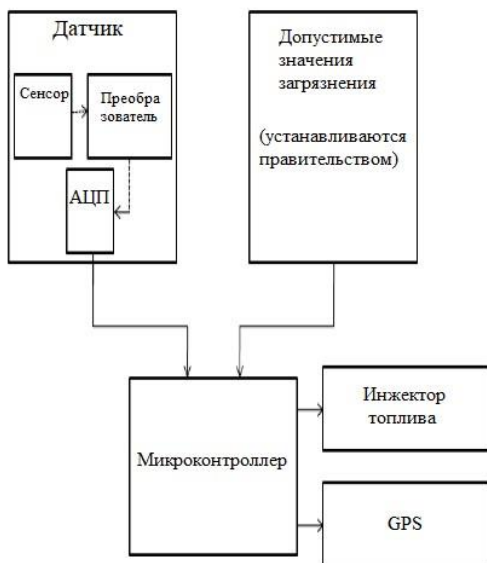 Датчик
Сенсор
Преобра
зователь
АЦП
Допустимые
значения
загрязнения
(устанавливаются
правительством)
Микроконтроллер
Инжектор
топлива
GPS